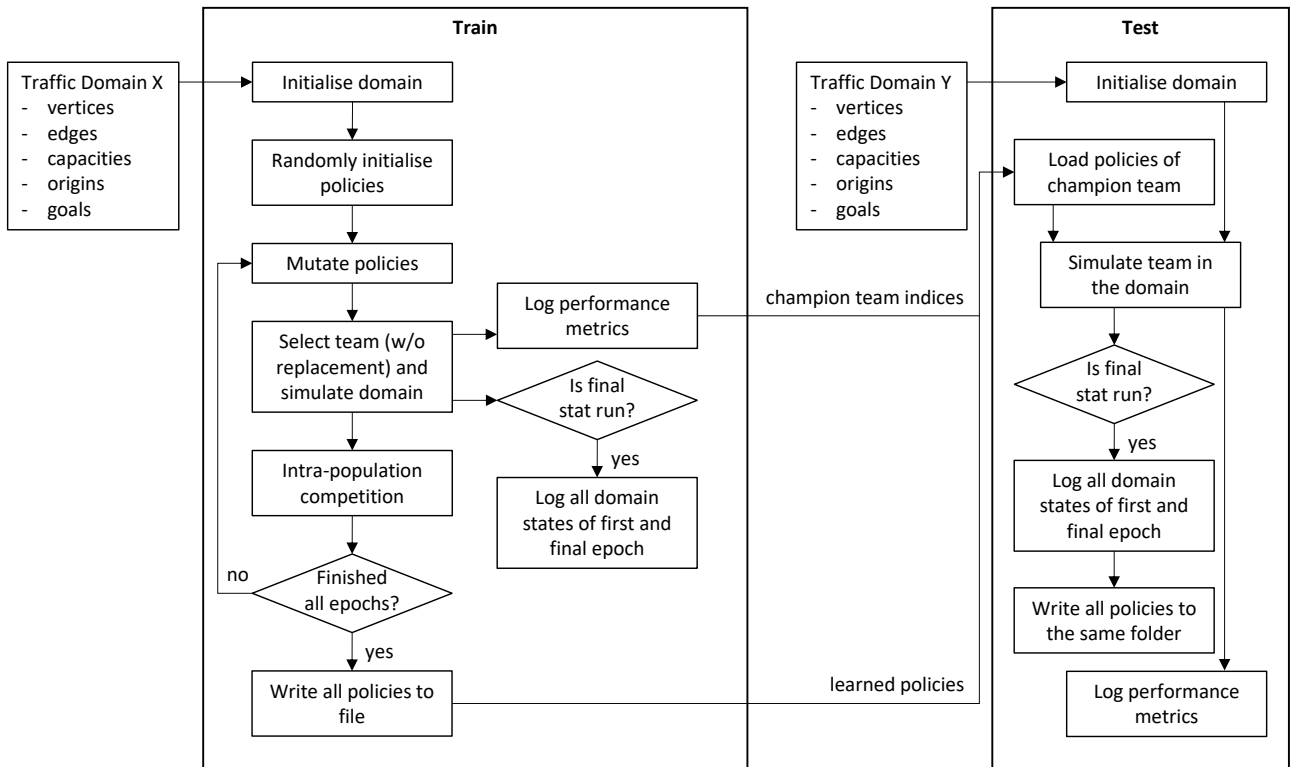 Train
Traffic Domain X
- vertices
- edges
- capacities
- origins
- goals
Initialise domain
Randomly initialise
policies
Mutate policies
Select team (w/o
replacement) and
simulate domain
Log performance
metrics
Is final
stat run?
yes
Log all domain
states of first and
final epoch
Intra-population
competition
Finished
all epochs?
no
yes
Write all policies to
file
champion team indices
learned policies
Test
Traffic Domain Y
- vertices
- edges
- capacities
- origins
- goals
Initialise domain
Load policies of
champion team
Simulate team in
the domain
Is final
stat run?
yes
Log all domain
states of first and
final epoch
Write all policies to
the same folder
Log performance
metrics